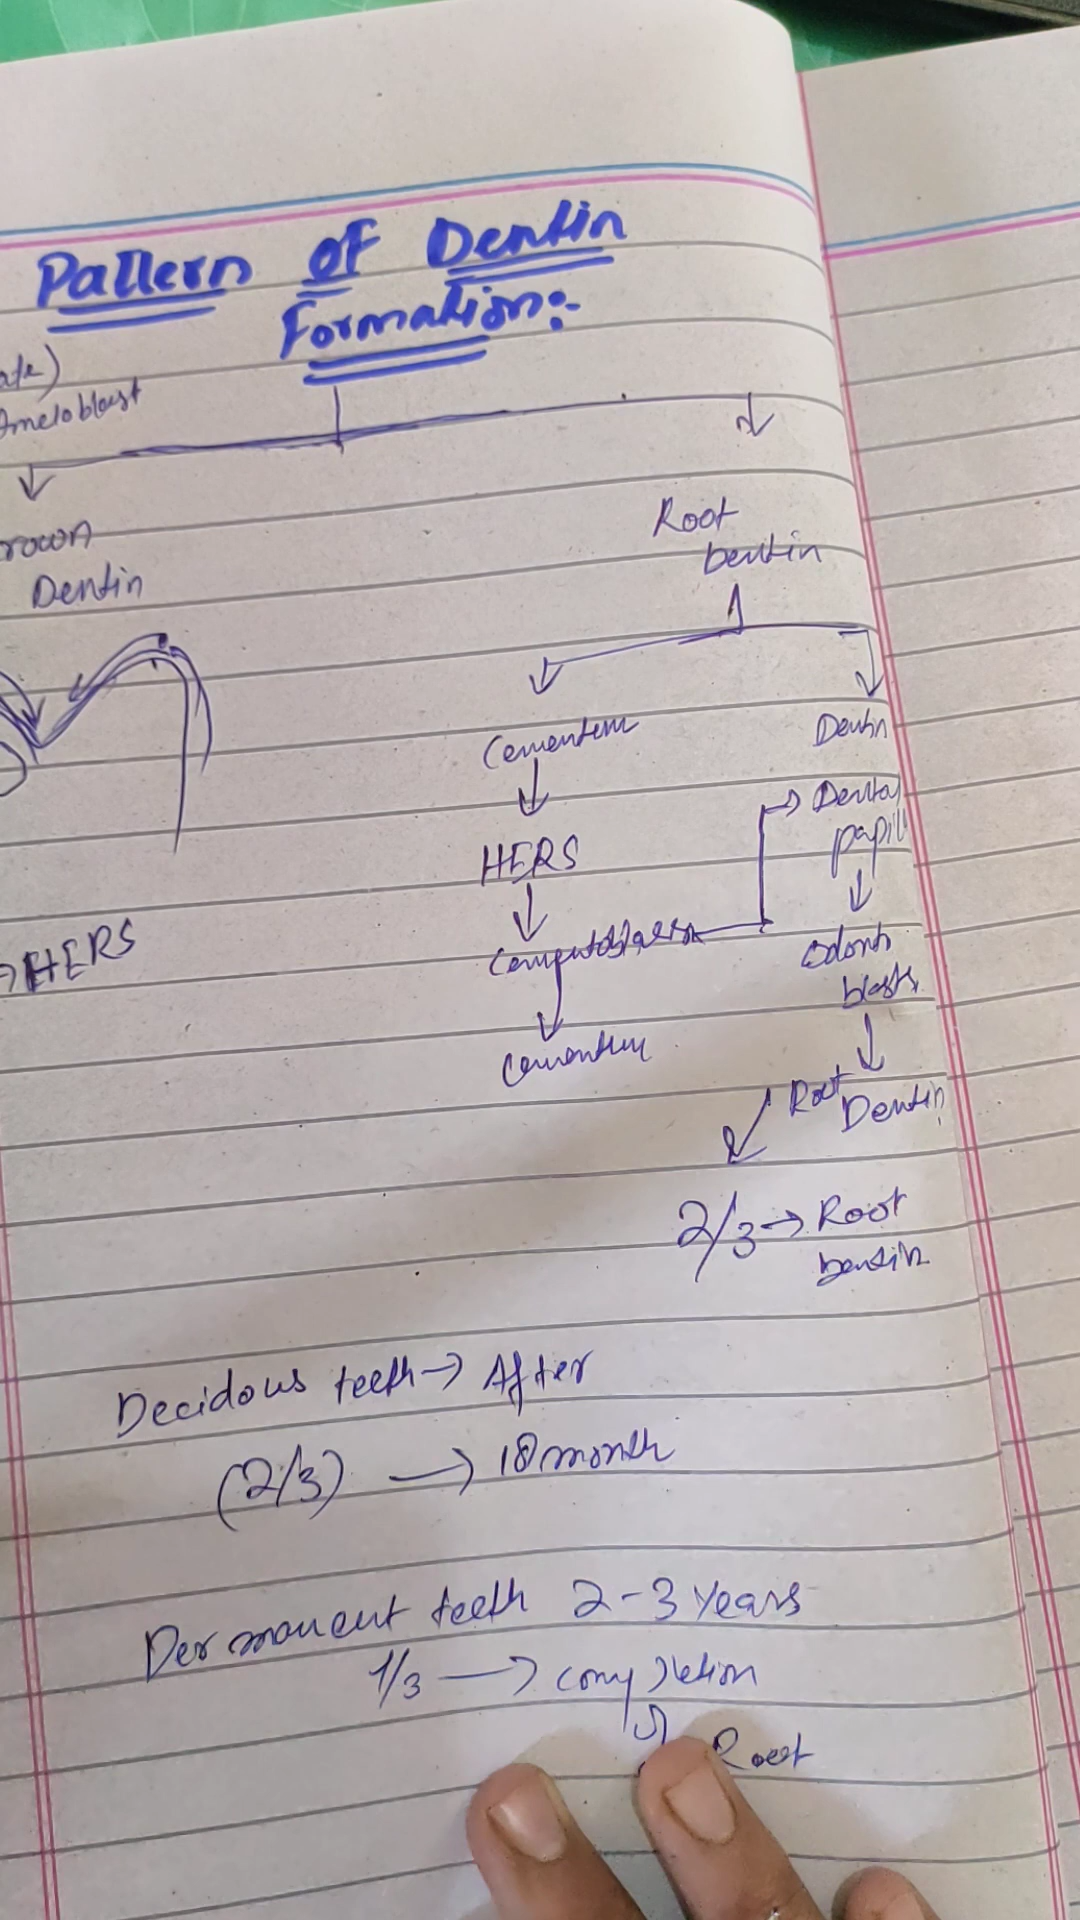 Pattern of Dentin
Formation:-
ate)
Ameloblast
rown
Dentin
Root
Dentin
Cementum
Dentin
HERS
Dental
papill
→HERS
Cementoblasts
Odonto
blasts
Cementum
Root
Dentin
2/3→ Root
Dentin
Decidous teeth→ After
(2/3) → 18 month
Permanent teeth 2-3 Years
1/3 → completion
Root